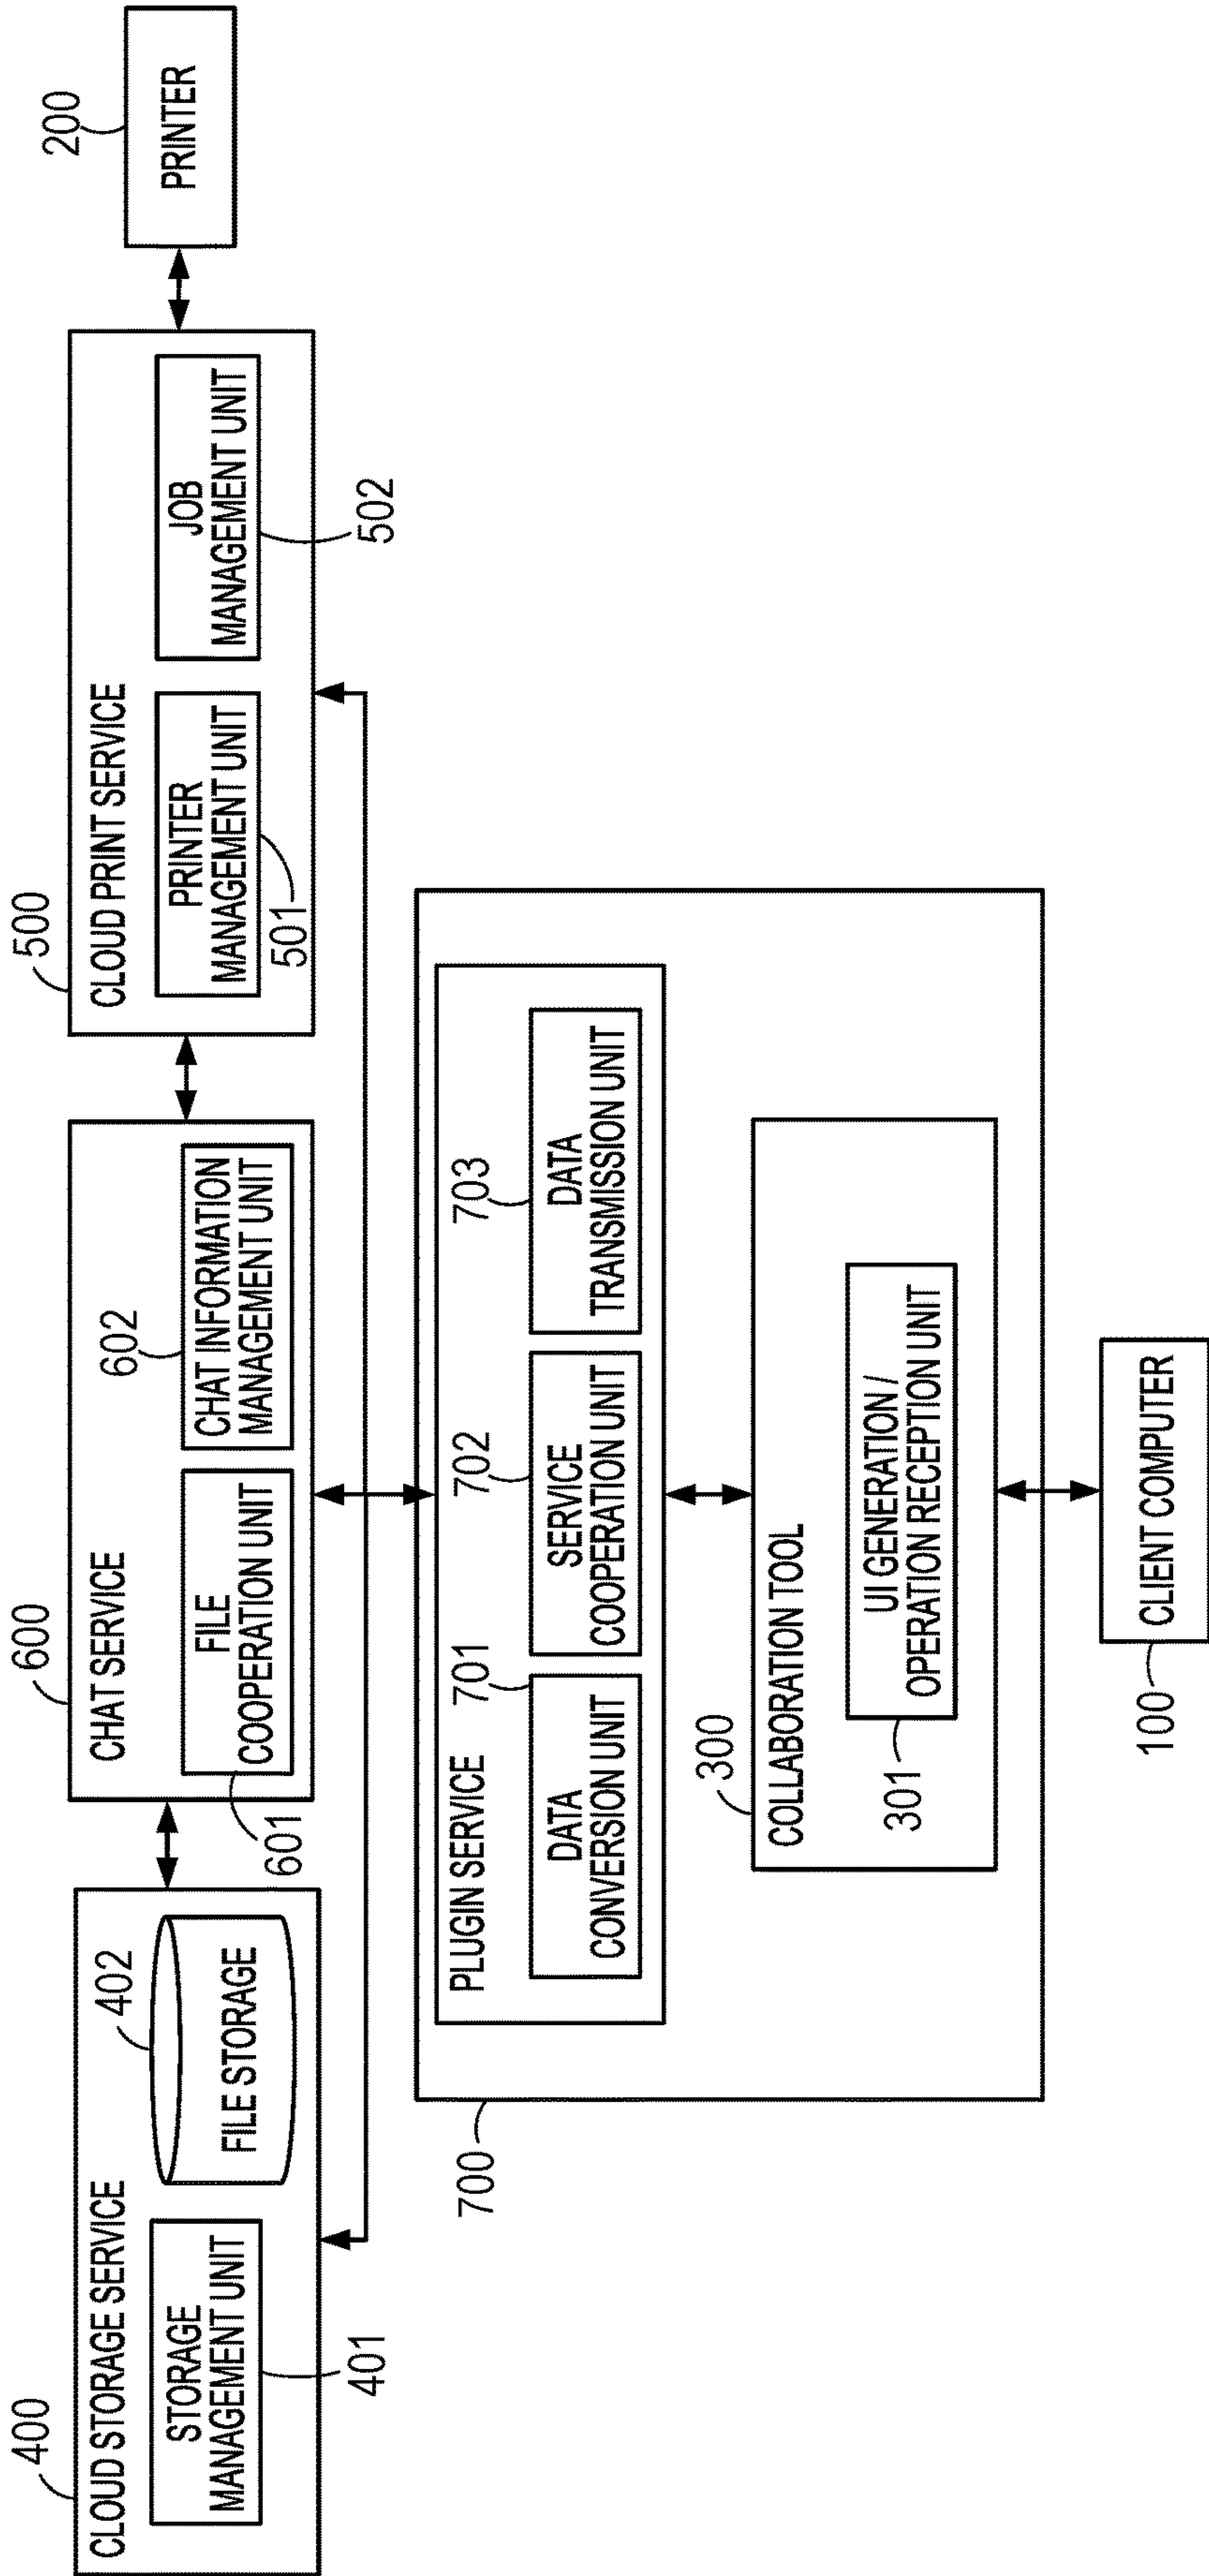 400
CLOUD STORAGE SERVICE
STORAGE
MANAGEMENT UNIT
401
402
FILE STORAGE
600
CHAT SERVICE
FILE
COOPERATION UNIT
601
602
CHAT INFORMATION
MANAGEMENT UNIT
500
CLOUD PRINT SERVICE
PRINTER
MANAGEMENT UNIT
501
JOB
MANAGEMENT UNIT
502
200
PRINTER
700
PLUGIN SERVICE
701
DATA
CONVERSION UNIT
702
SERVICE
COOPERATION UNIT
703
DATA
TRANSMISSION UNIT
300
COLLABORATION TOOL
UI GENERATION /
OPERATION RECEPTION UNIT
301
100
CLIENT COMPUTER